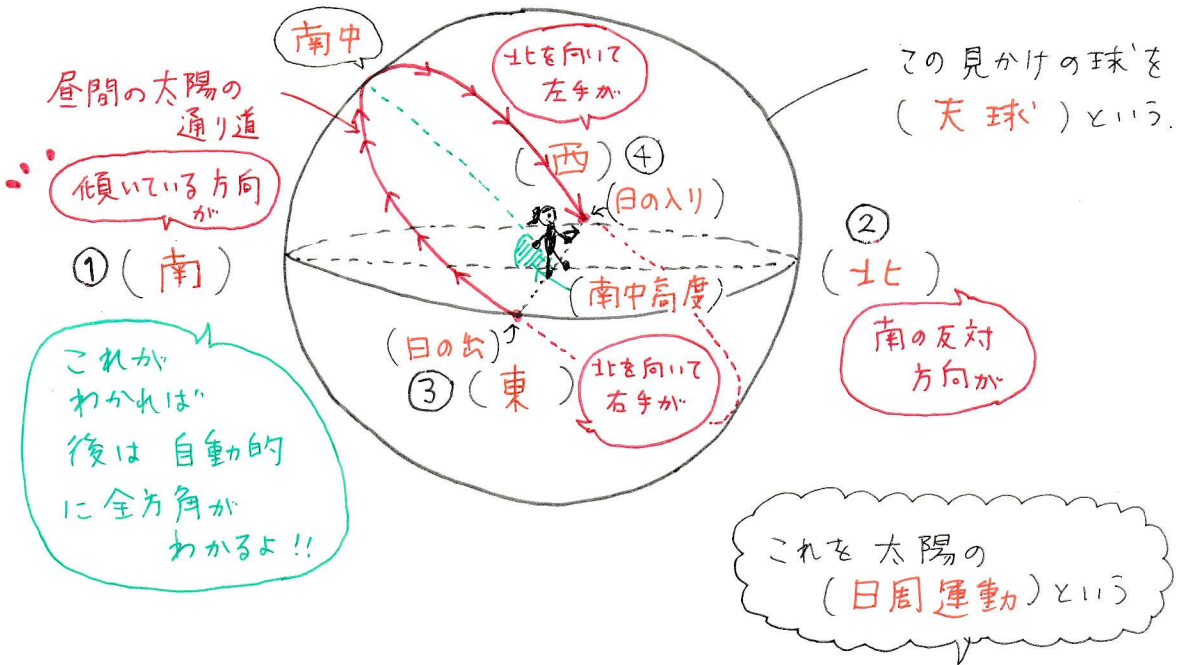 南中
昼間の太陽の
通り道
傾いている方向
が
① ( 南 )
これが
わかれば
後は 自動的
に全方角が
わかるよ!!
北を向いて
左手が
( 西 ) ④
(日の入り)
(南中高度)
(日の出)
③ ( 東 )
北を向いて
右手が
この見かけの球を
( 天球 ) という.
②
( 北 )
南の反対
方向が
これを 太陽の
(日周運動)という